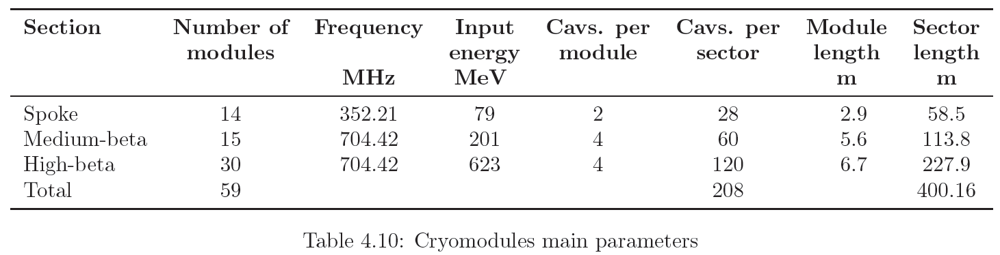 Section Number of Frequency Input Cavs. per Cavs. per Module Sector
modules energy module sector length length
MHz MeV m m
Spoke 14 352.21 79 2 28 2.9 58.5
Medium-beta 15 704.42 201 4 60 5.6 113.8
High-beta 30 704.42 623 4 120 6.7 227.9
Total 59 208 400.16
Table 4.10: Cryomodules main parameters